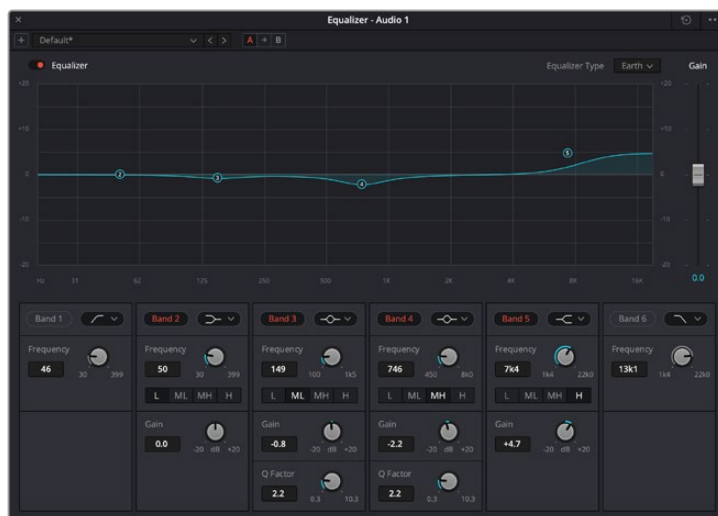 Equalizer - Audio 1
Default*
A B
Equalizer
Equalizer Type Earth Gain
+20 +20
+10 +10
0 0
-10 -10
-20 -20
2 3 4 5
Hz 31 62 125 250 500 1K 2K 4K 8K 16K
0.0
Band 1 Band 2 Band 3 Band 4 Band 5 Band 6
Frequency Frequency Frequency Frequency Frequency Frequency
46 50 149 746 7k4 13k1
30 399 30 399 100 1k5 450 8k0 1k4 22k0 1k4 22k0
L ML MH H L ML MH H L ML MH H L ML MH H
Gain Gain Gain Gain
0.0 -0.8 -2.2 +4.7
-20 dB +20 -20 dB +20 -20 dB +20 -20 dB +20
Q Factor Q Factor
2.2 2.2
0.3 10.3 0.3 10.3